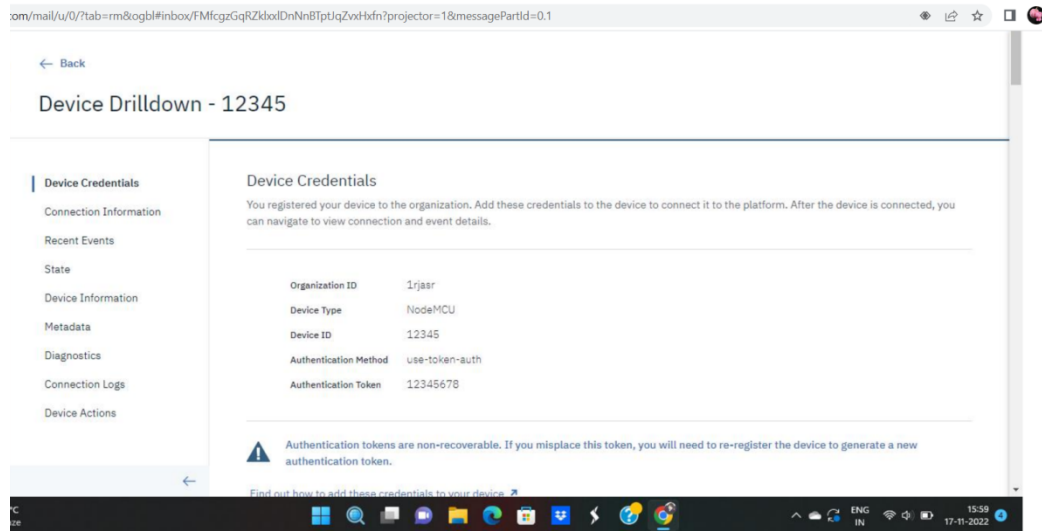 com/mail/u/0/?tab=rm&ogbl#inbox/FMfcgzGqRZklxxlDnNnBTptJqZvxHxfn?projector=1&messagePartId=0.1
← Back
Device Drilldown - 12345
Device Credentials
Connection Information
Recent Events
State
Device Information
Metadata
Diagnostics
Connection Logs
Device Actions
Device Credentials
You registered your device to the organization. Add these credentials to the device to connect it to the platform. After the device is connected, you
can navigate to view connection and event details.
Organization ID 1rjasr
Device Type NodeMCU
Device ID 12345
Authentication Method use-token-auth
Authentication Token 12345678
Authentication tokens are non-recoverable. If you misplace this token, you will need to re-register the device to generate a new
authentication token.
Find out how to add these credentials to your device
°C
ENG
IN
15:59
17-11-2022
4